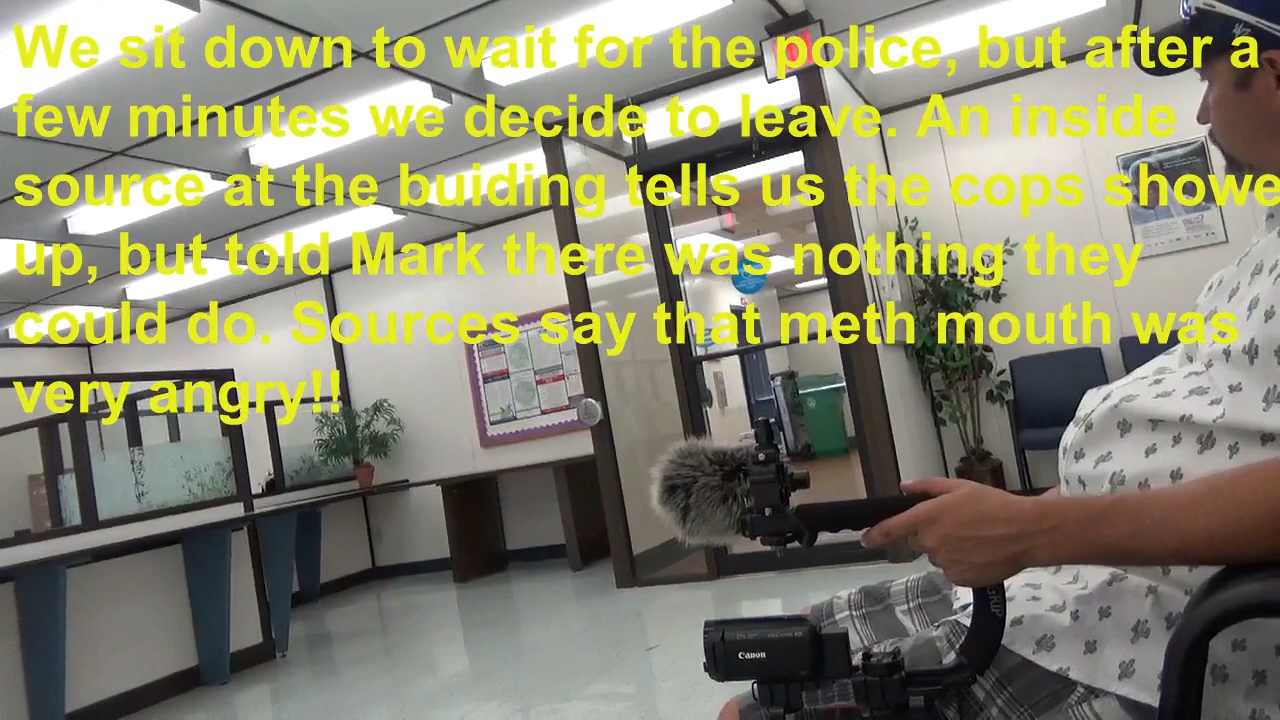 We sit down to wait for the police, but after a
few minutes we decide to leave. An inside
source at the buiding tells us the cops showe
up, but told Mark there was nothing they
could do. Sources say that meth mouth was
very angry!!
Canon